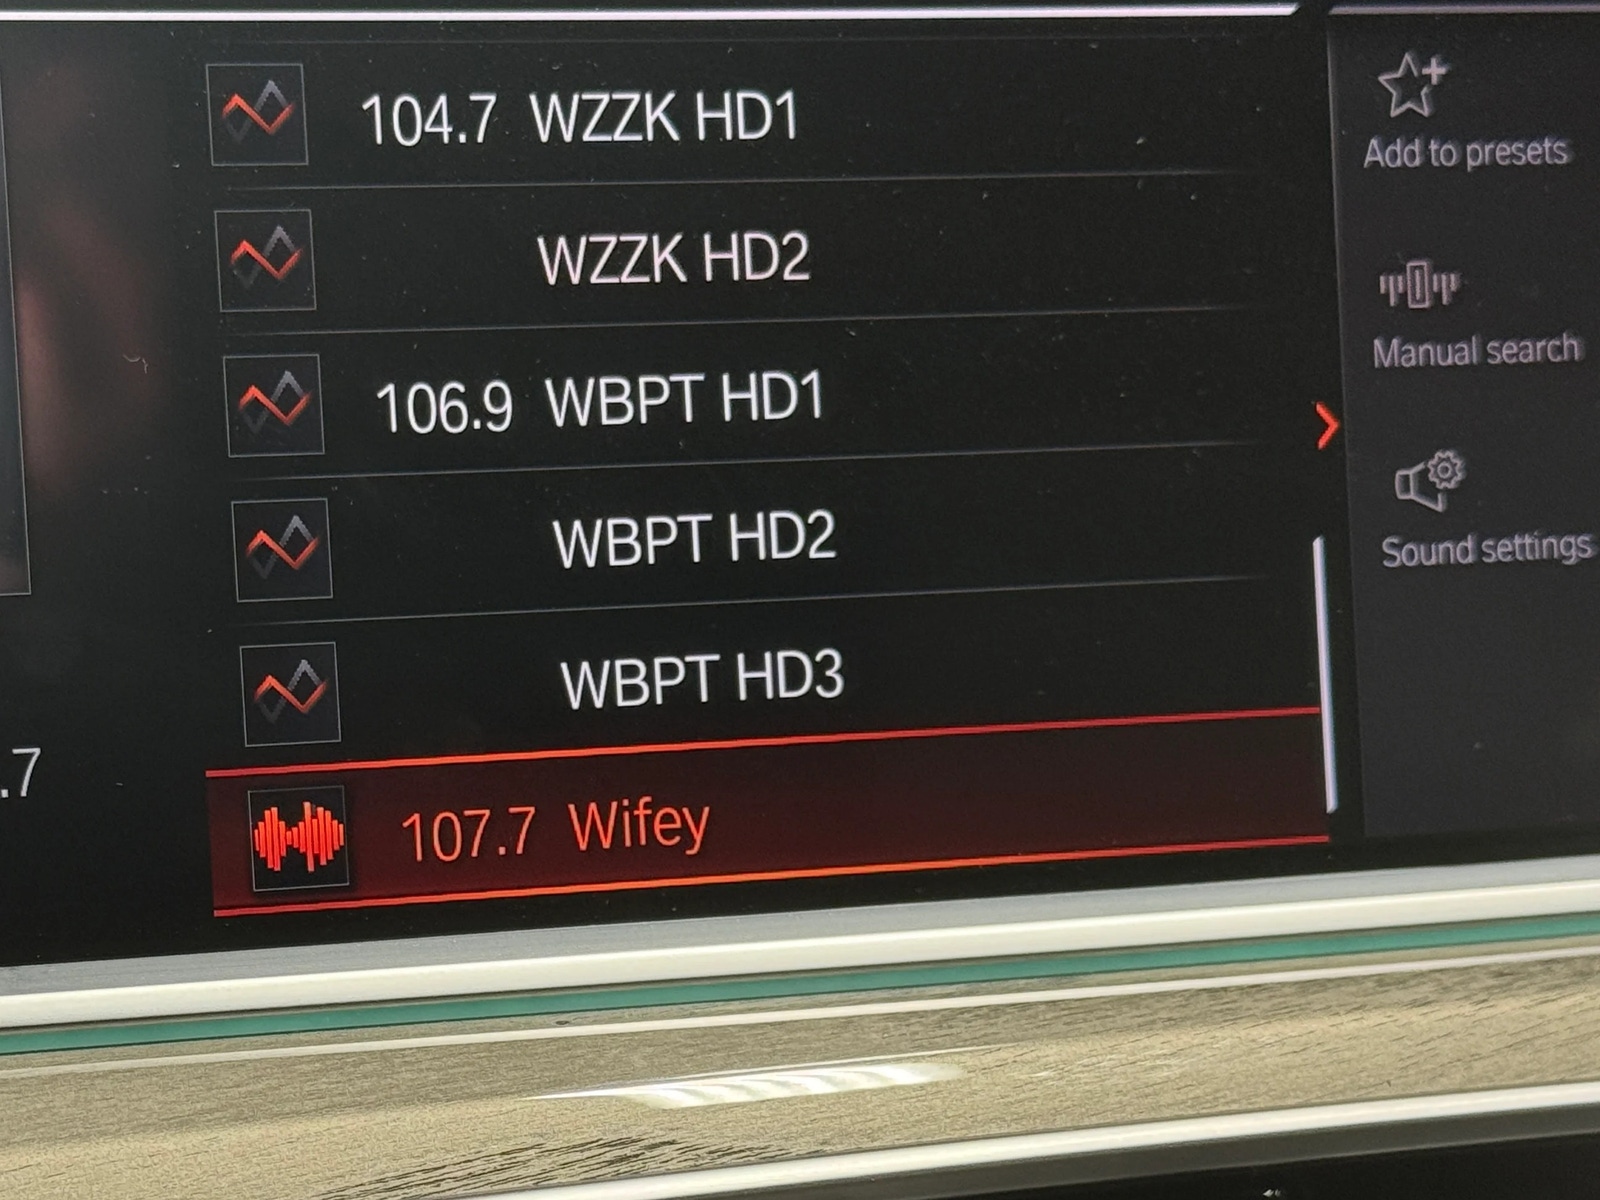 104.7 WZZK HD1
WZZK HD2
106.9 WBPT HD1
WBPT HD2
WBPT HD3
107.7 Wifey
.7
Add to presets
Manual search
Sound settings